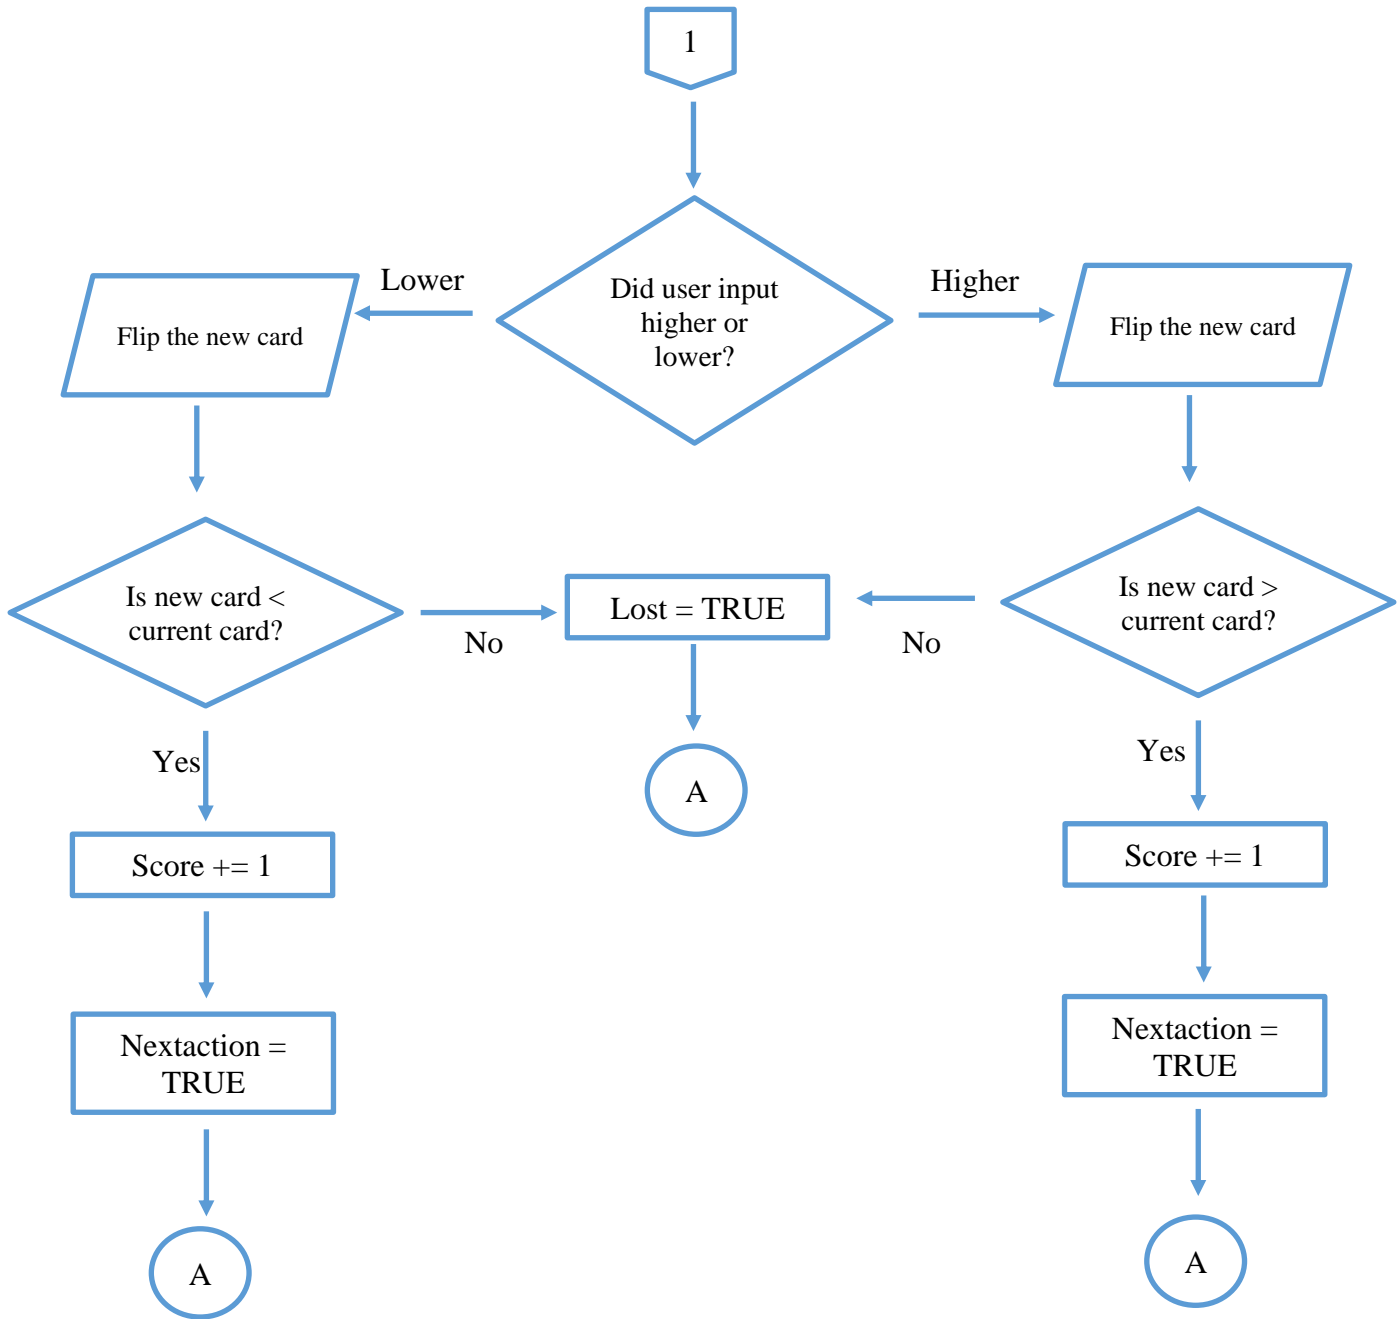 1
Did user input
higher or
lower?
Lower
Higher
Flip the new card
Flip the new card
Is new card <
current card?
No
Lost = TRUE
No
Is new card >
current card?
Yes
A
Yes
Score += 1
Score += 1
Nextaction =
TRUE
Nextaction =
TRUE
A
A